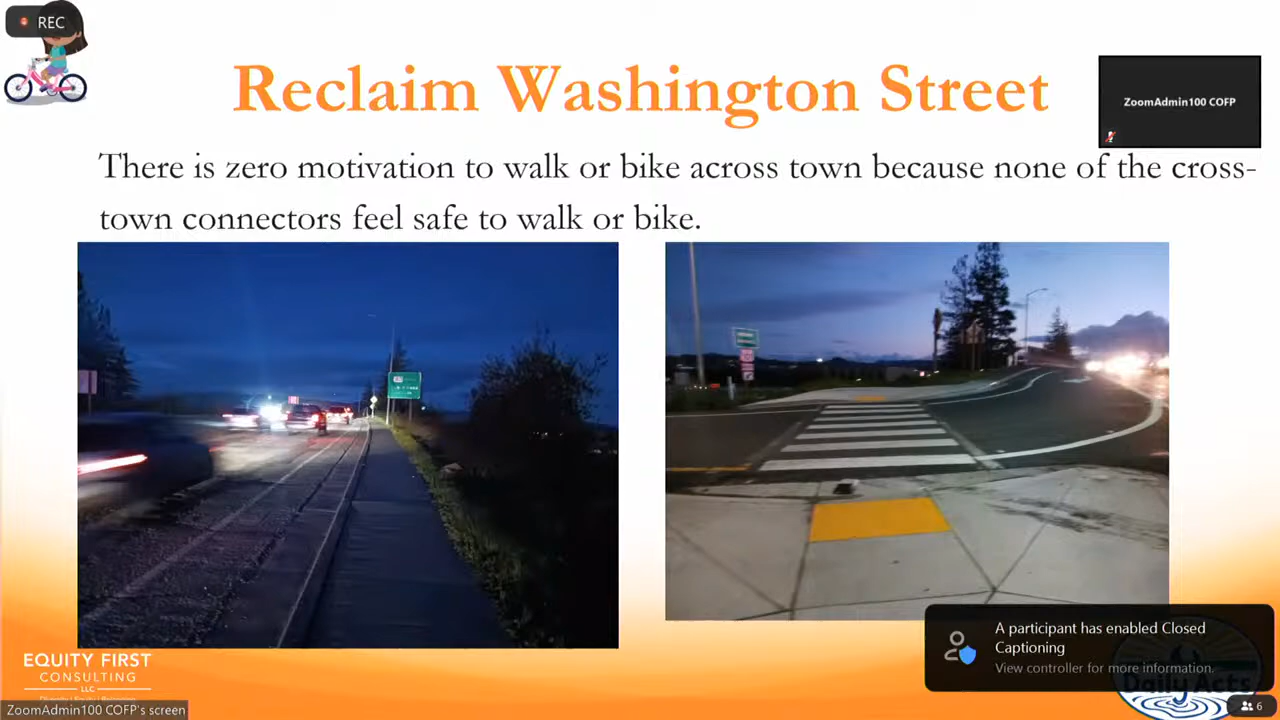 REC
Reclaim Washington Street
ZoomAdmin100 COFP
There is zero motivation to walk or bike across town because none of the cross-
town connectors feel safe to walk or bike.
A participant has enabled Closed
Captioning
View controller for more information.
EQUITY FIRST
CONSULTING
LLC
Daily Acts
ZoomAdmin100 COFP's screen
6